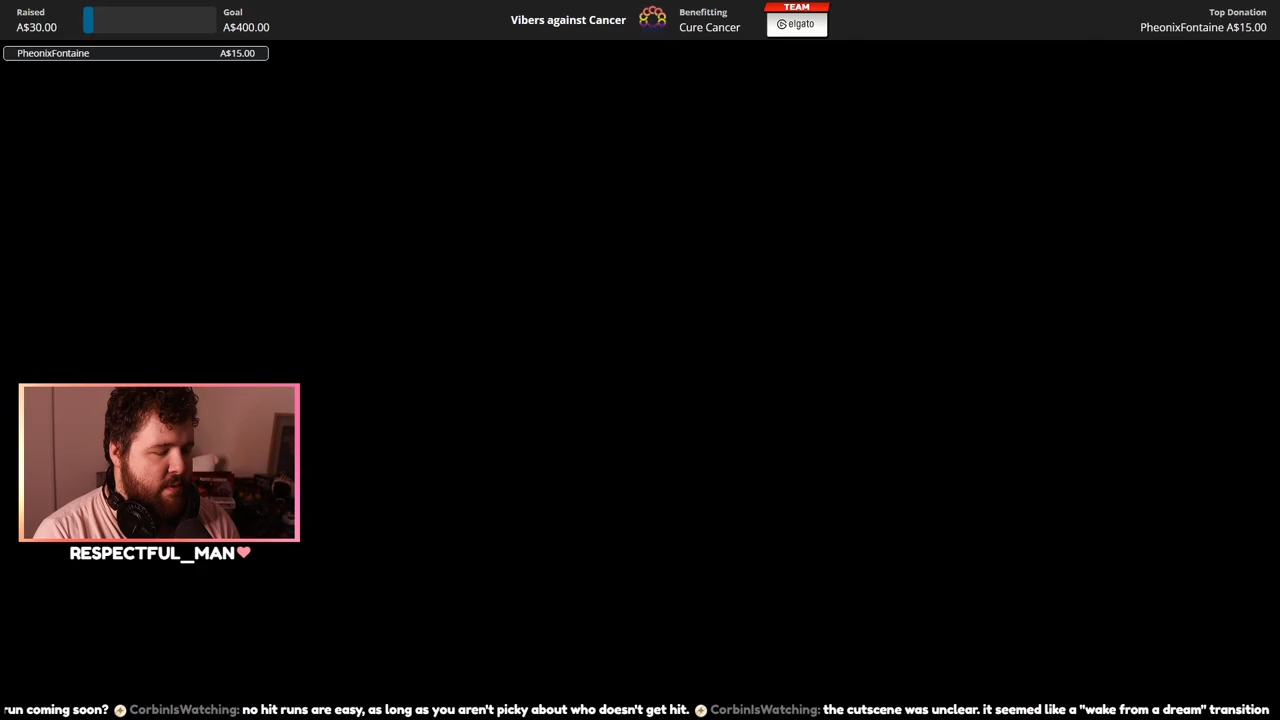 Raised
A$30.00
Goal
A$400.00
Vibers against Cancer
Benefitting
Cure Cancer
TEAM
elgato
Top Donation
PheonixFontaine A$15.00
PheonixFontaine A$15.00
RESPECTFUL_MAN
run coming soon? CorbinIsWatching: no hit runs are easy, as long as you aren't picky about who doesn't get hit. CorbinIsWatching: the cutscene was unclear. it seemed like a "wake from a dream" transition